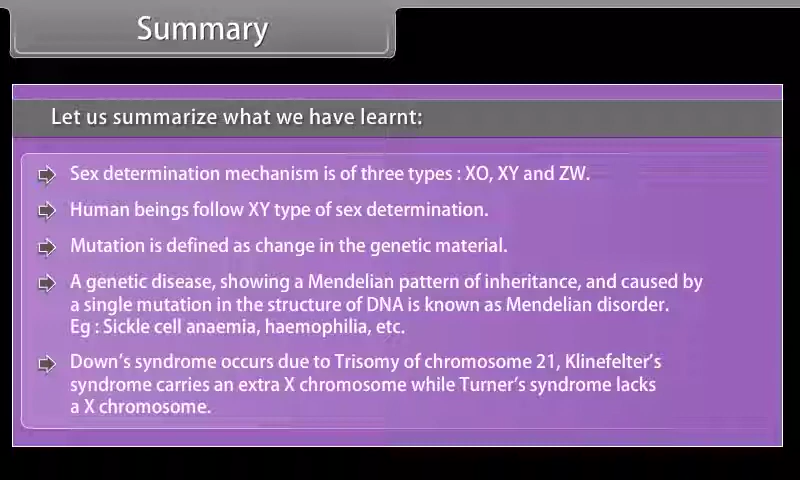 Summary
Let us summarize what we have learnt:
Sex determination mechanism is of three types : XO, XY and ZW.
Human beings follow XY type of sex determination.
Mutation is defined as change in the genetic material.
A genetic disease, showing a Mendelian pattern of inheritance, and caused by
a single mutation in the structure of DNA is known as Mendelian disorder.
Eg : Sickle cell anaemia, haemophilia, etc.
Down's syndrome occurs due to Trisomy of chromosome 21, Klinefelter's
syndrome carries an extra X chromosome while Turner's syndrome lacks
a X chromosome.